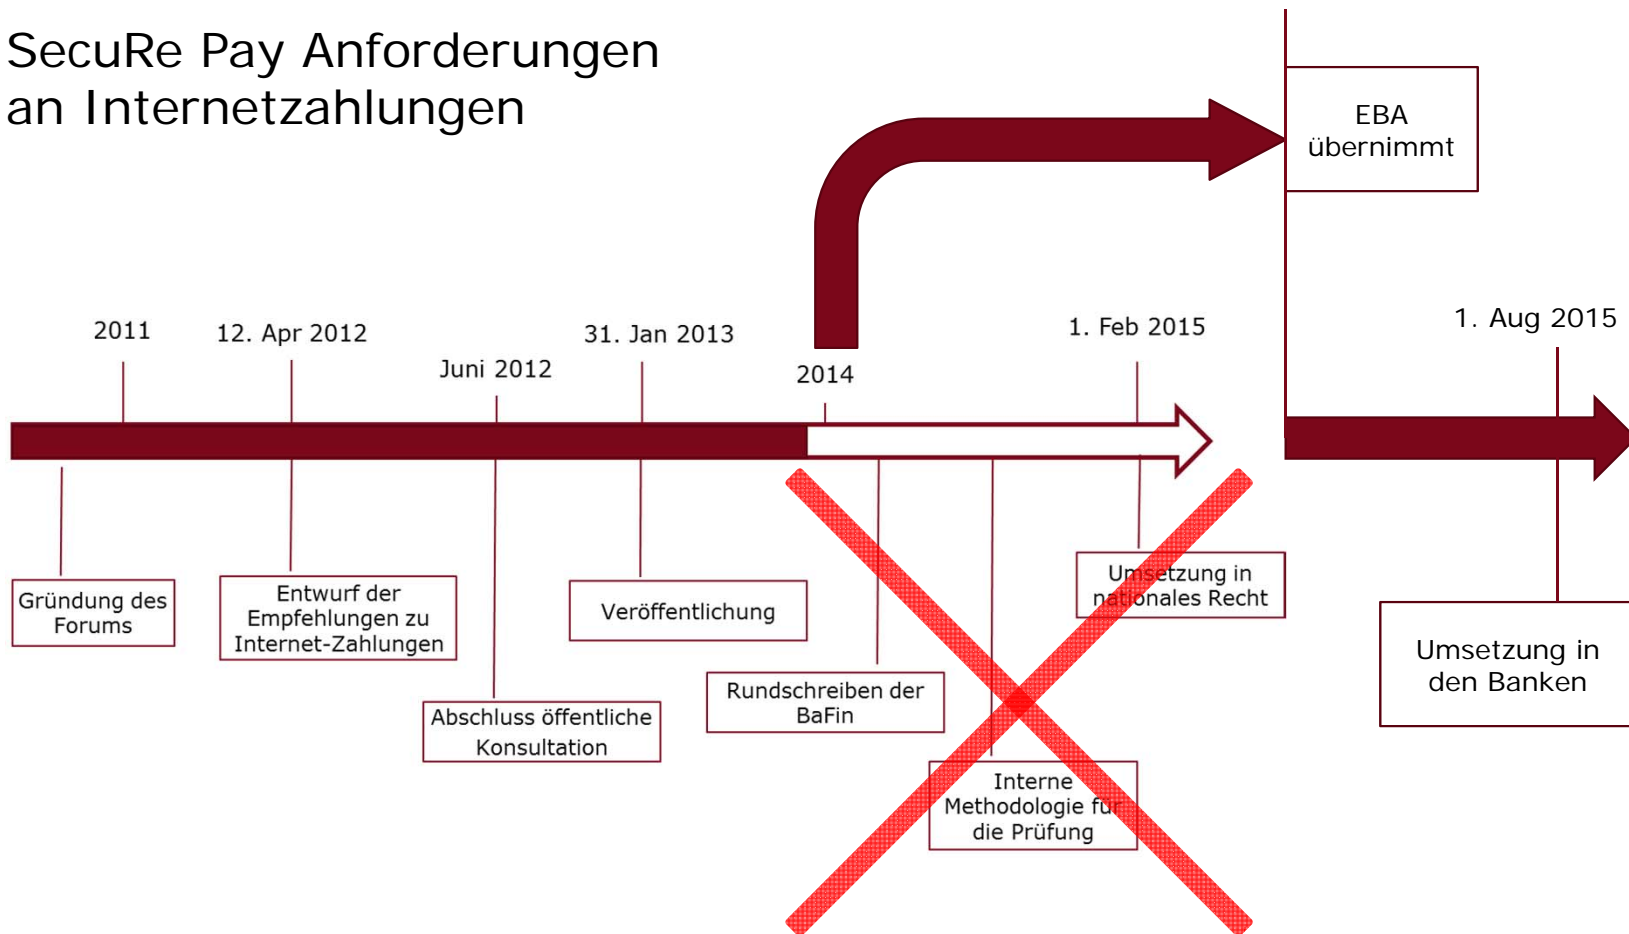 SecuRe Pay Anforderungen
an Internetzahlungen
EBA
übernimmt
2011
12. Apr 2012
Juni 2012
31. Jan 2013
2014
1. Feb 2015
1. Aug 2015
Gründung des
Forums
Entwurf der
Empfehlungen zu
Internet-Zahlungen
Abschluss öffentliche
Konsultation
Veröffentlichung
Rundschreiben der
BaFin
Interne
Methodologie für
die Prüfung
Umsetzung in
nationales Recht
Umsetzung in
den Banken